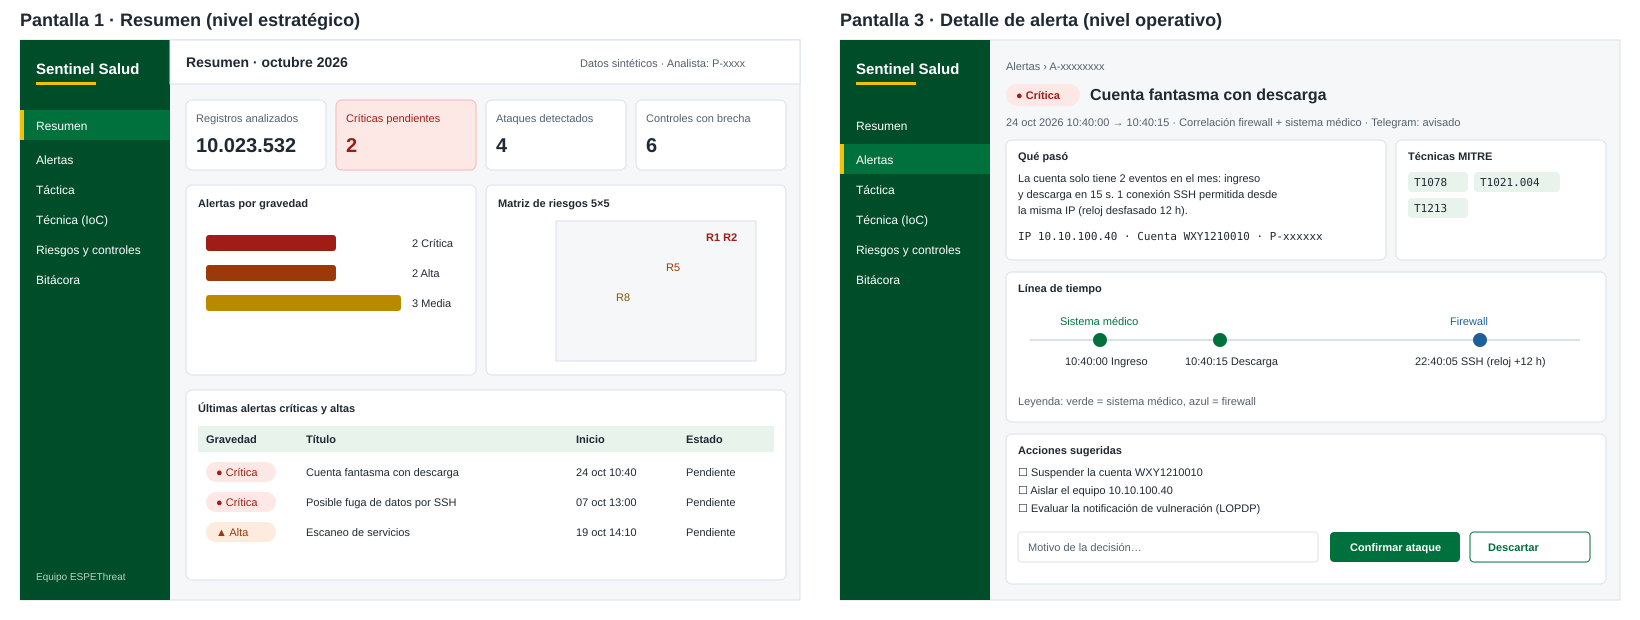 Pantalla 1 · Resumen (nivel estratégico)
Sentinel Salud
Resumen
Alertas
Táctica
Técnica (IoC)
Riesgos y controles
Bitácora
Equipo ESPEThreat
Resumen · octubre 2026
Datos sintéticos · Analista: P-xxxx
Registros analizados
10.023.532
Críticas pendientes
2
Ataques detectados
4
Controles con brecha
6
Alertas por gravedad
2 Crítica
2 Alta
3 Media
Matriz de riesgos 5×5
R1 R2
R5
R8
Últimas alertas críticas y altas
Gravedad Título Inicio Estado
● Crítica Cuenta fantasma con descarga 24 oct 10:40 Pendiente
● Crítica Posible fuga de datos por SSH 07 oct 13:00 Pendiente
▲ Alta Escaneo de servicios 19 oct 14:10 Pendiente
Pantalla 3 · Detalle de alerta (nivel operativo)
Sentinel Salud
Resumen
Alertas
Táctica
Técnica (IoC)
Riesgos y controles
Bitácora
Alertas › A-xxxxxxxx
● Crítica Cuenta fantasma con descarga
24 oct 2026 10:40:00 → 10:40:15 · Correlación firewall + sistema médico · Telegram: avisado
Qué pasó
La cuenta solo tiene 2 eventos en el mes: ingreso
y descarga en 15 s. 1 conexión SSH permitida desde
la misma IP (reloj desfasado 12 h).
IP 10.10.100.40 · Cuenta WXY1210010 · P-xxxxxx
Técnicas MITRE
T1078 T1021.004
T1213
Línea de tiempo
Sistema médico Firewall
10:40:00 Ingreso 10:40:15 Descarga 22:40:05 SSH (reloj +12 h)
Leyenda: verde = sistema médico, azul = firewall
Acciones sugeridas
☐ Suspender la cuenta WXY1210010
☐ Aislar el equipo 10.10.100.40
☐ Evaluar la notificación de vulneración (LOPDP)
Motivo de la decisión… Confirmar ataque Descartar